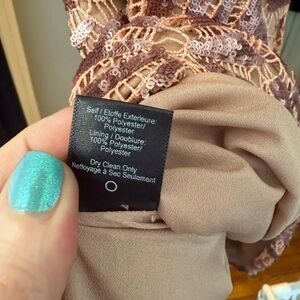 Self / Etoffe Exterieure:
100% Polyester/
Polyester
Lining / Doublure:
100% Polyester/
Polyester
Dry Clean Only
Nettoyage à Sec Seulement